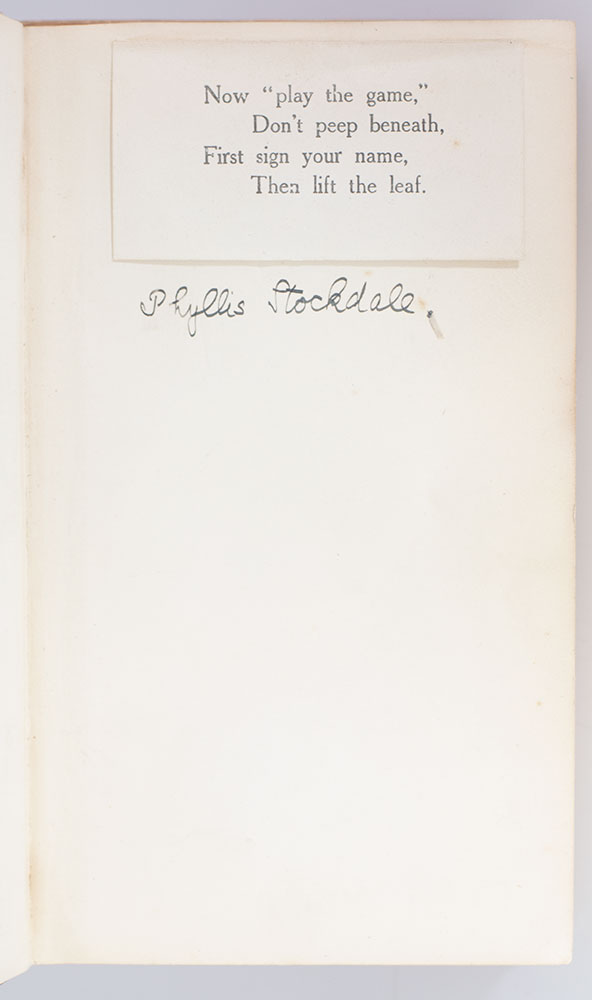 Now “play the game,”
Don't peep beneath,
First sign your name,
Then lift the leaf.
Phyllis Stockdale.